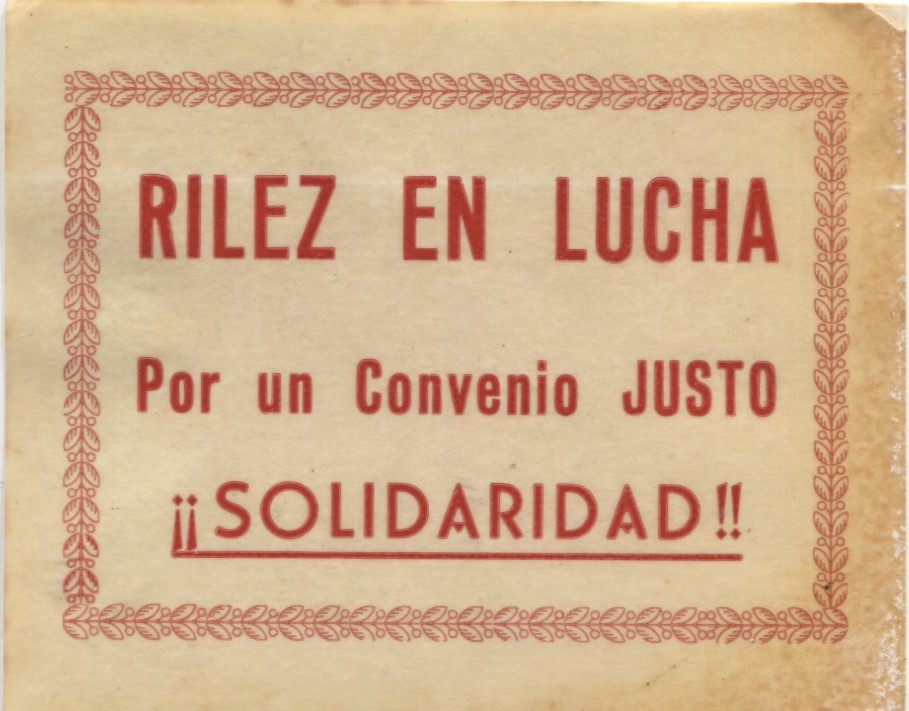 RILEZ EN LUCHA
Por un Convenio JUSTO
¡¡SOLIDARIDAD!!